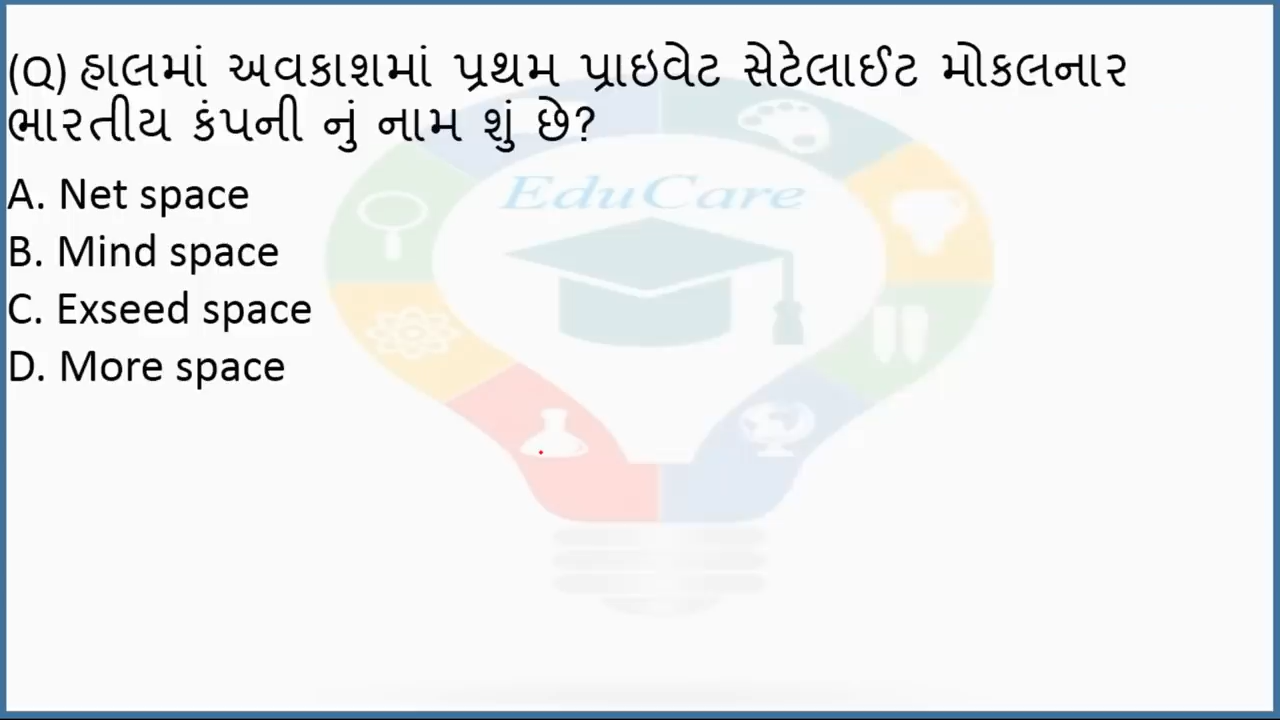 (Q) હાલમાં અવકાશમાં પ્રથમ પ્રાઇવેટ સેટેલાઈટ મોકલનાર
ભારતીય કંપની નું નામ શું છે?
EduCare
A. Net space
B. Mind space
C. Exseed space
D. More space